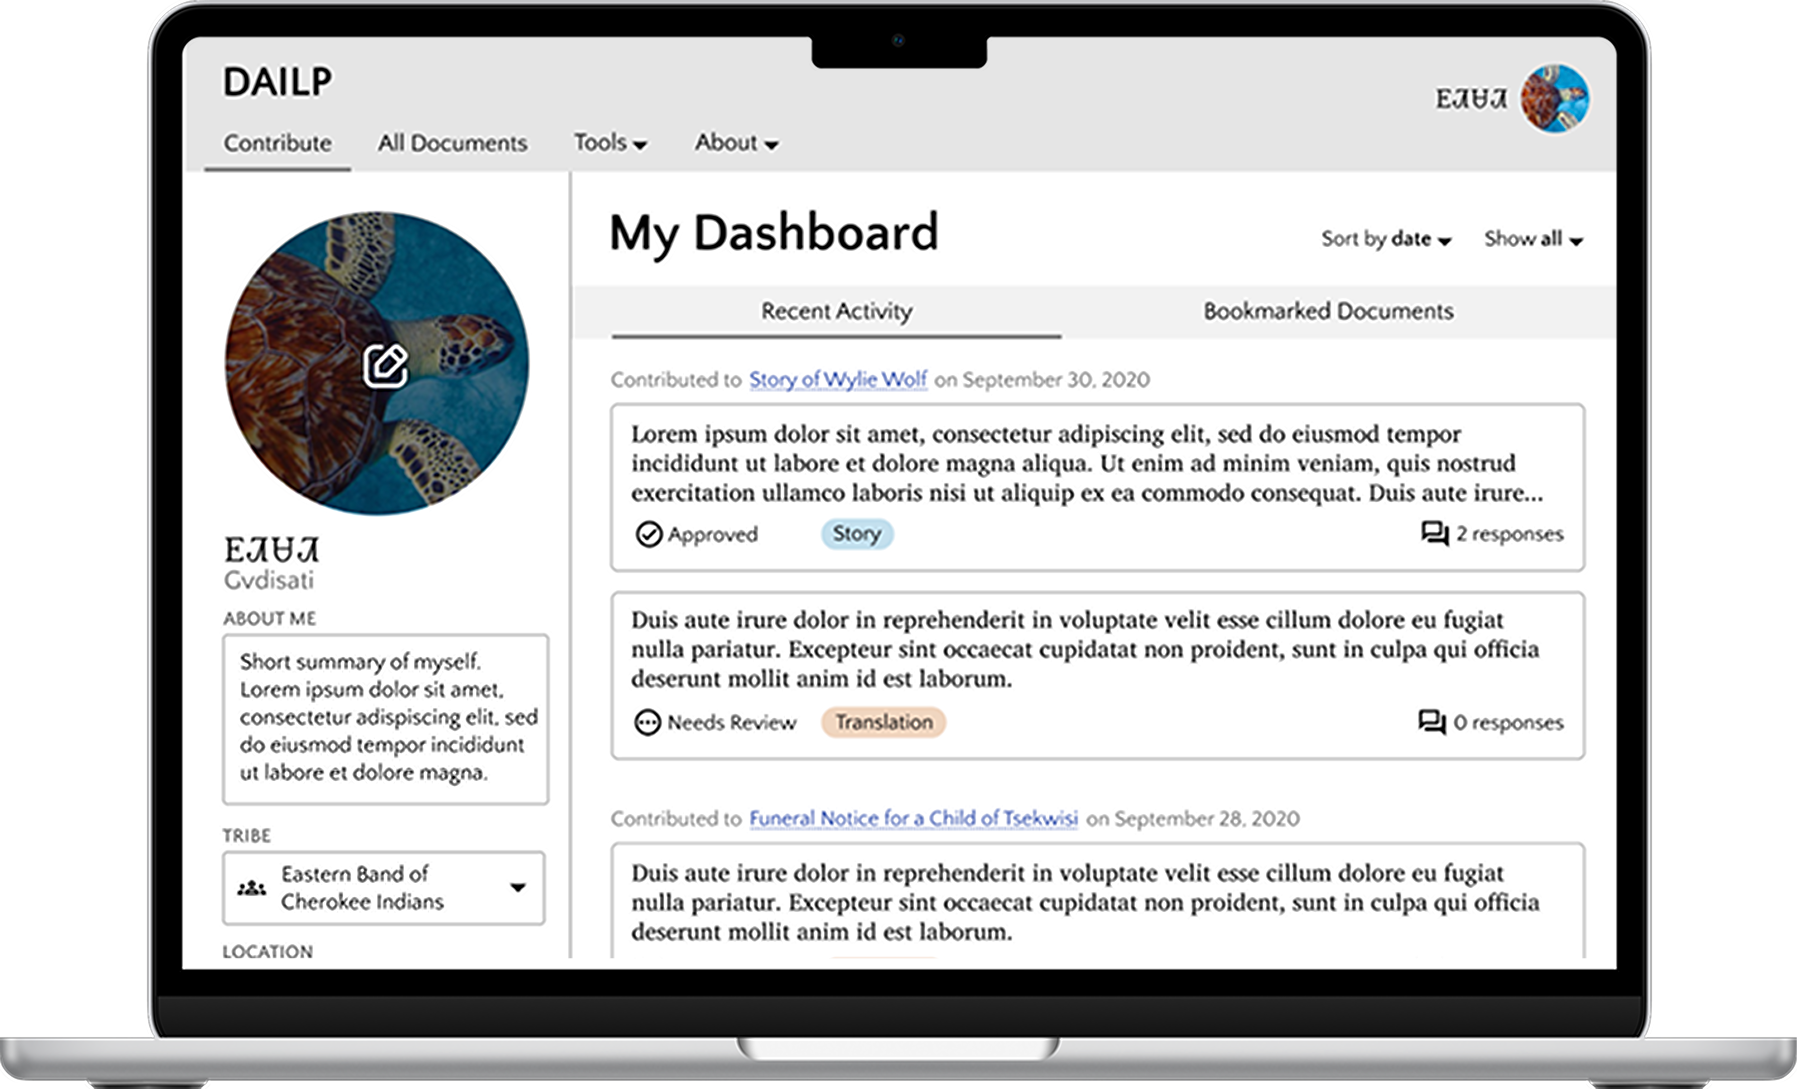 DAILP
ᎬᏗᏌᏗ
Contribute All Documents Tools About
My Dashboard
Sort by date Show all
Recent Activity Bookmarked Documents
ᎬᏗᏌᏗ
Gvdisati
ABOUT ME
Short summary of myself.
Lorem ipsum dolor sit amet,
consectetur adispiscing elit, sed
do eiusmod tempor incididunt
ut labore et dolore magna.
TRIBE
Eastern Band of
Cherokee Indians
LOCATION
Contributed to Story of Wylie Wolf on September 30, 2020
Lorem ipsum dolor sit amet, consectetur adipiscing elit, sed do eiusmod tempor
incididunt ut labore et dolore magna aliqua. Ut enim ad minim veniam, quis nostrud
exercitation ullamco laboris nisi ut aliquip ex ea commodo consequat. Duis aute irure...
Approved Story 2 responses
Duis aute irure dolor in reprehenderit in voluptate velit esse cillum dolore eu fugiat
nulla pariatur. Excepteur sint occaecat cupidatat non proident, sunt in culpa qui officia
deserunt mollit anim id est laborum.
Needs Review Translation 0 responses
Contributed to Funeral Notice for a Child of Tsekwisi on September 28, 2020
Duis aute irure dolor in reprehenderit in voluptate velit esse cillum dolore eu fugiat
nulla pariatur. Excepteur sint occaecat cupidatat non proident, sunt in culpa qui officia
deserunt mollit anim id est laborum.